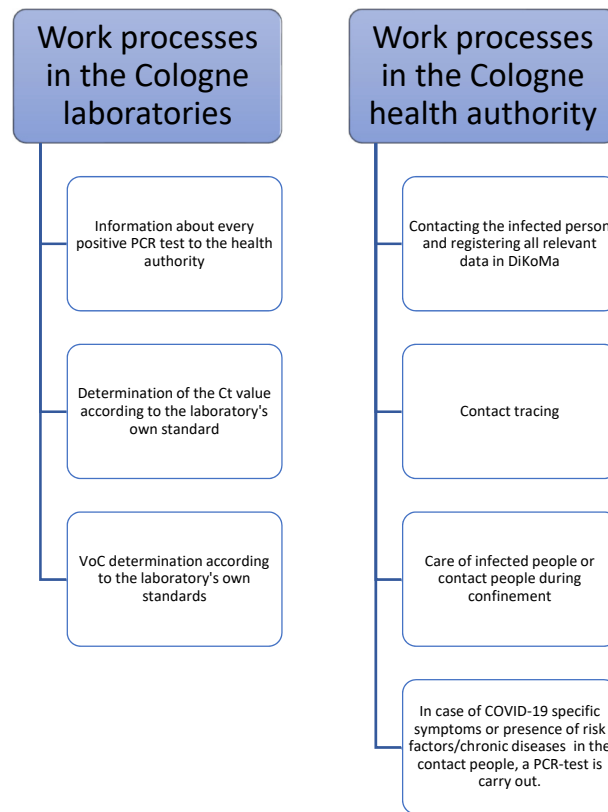 Work processes
in the Cologne
laboratories
Information about every
positive PCR test to the health
authority
Determination of the Ct value
according to the laboratory's
own standard
VoC determination according
to the laboratory's own
standards
Work processes
in the Cologne
health authority
Contacting the infected person
and registering all relevant
data in DiKoMa
Contact tracing
Care of infected people or
contact people during
confinement
In case of COVID-19 specific
symptoms or presence of risk
factors/chronic diseases in the
contact people, a PCR-test is
carry out.